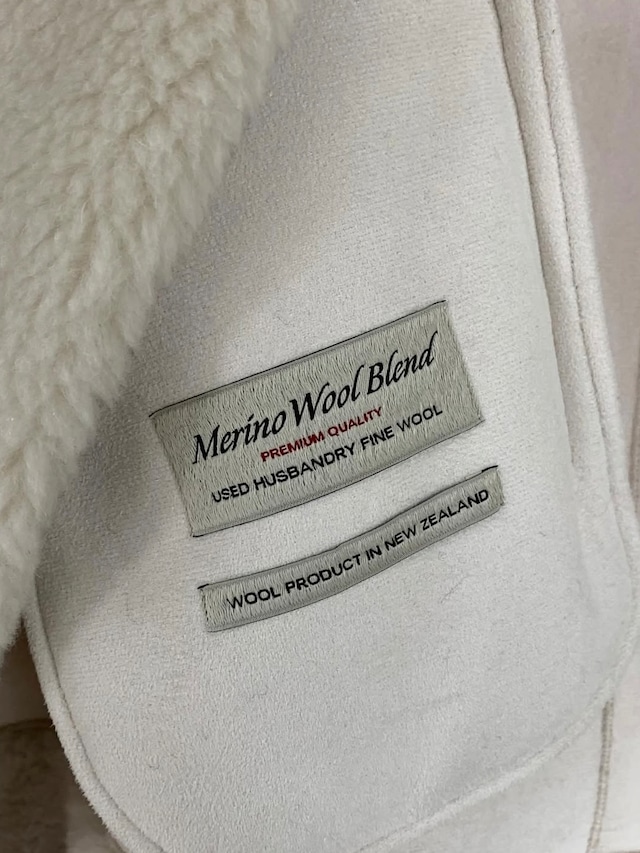 Merino Wool Blend
PREMIUM QUALITY
USED HUSBANDRY FINE WOOL
WOOL PRODUCT IN NEW ZEALAND